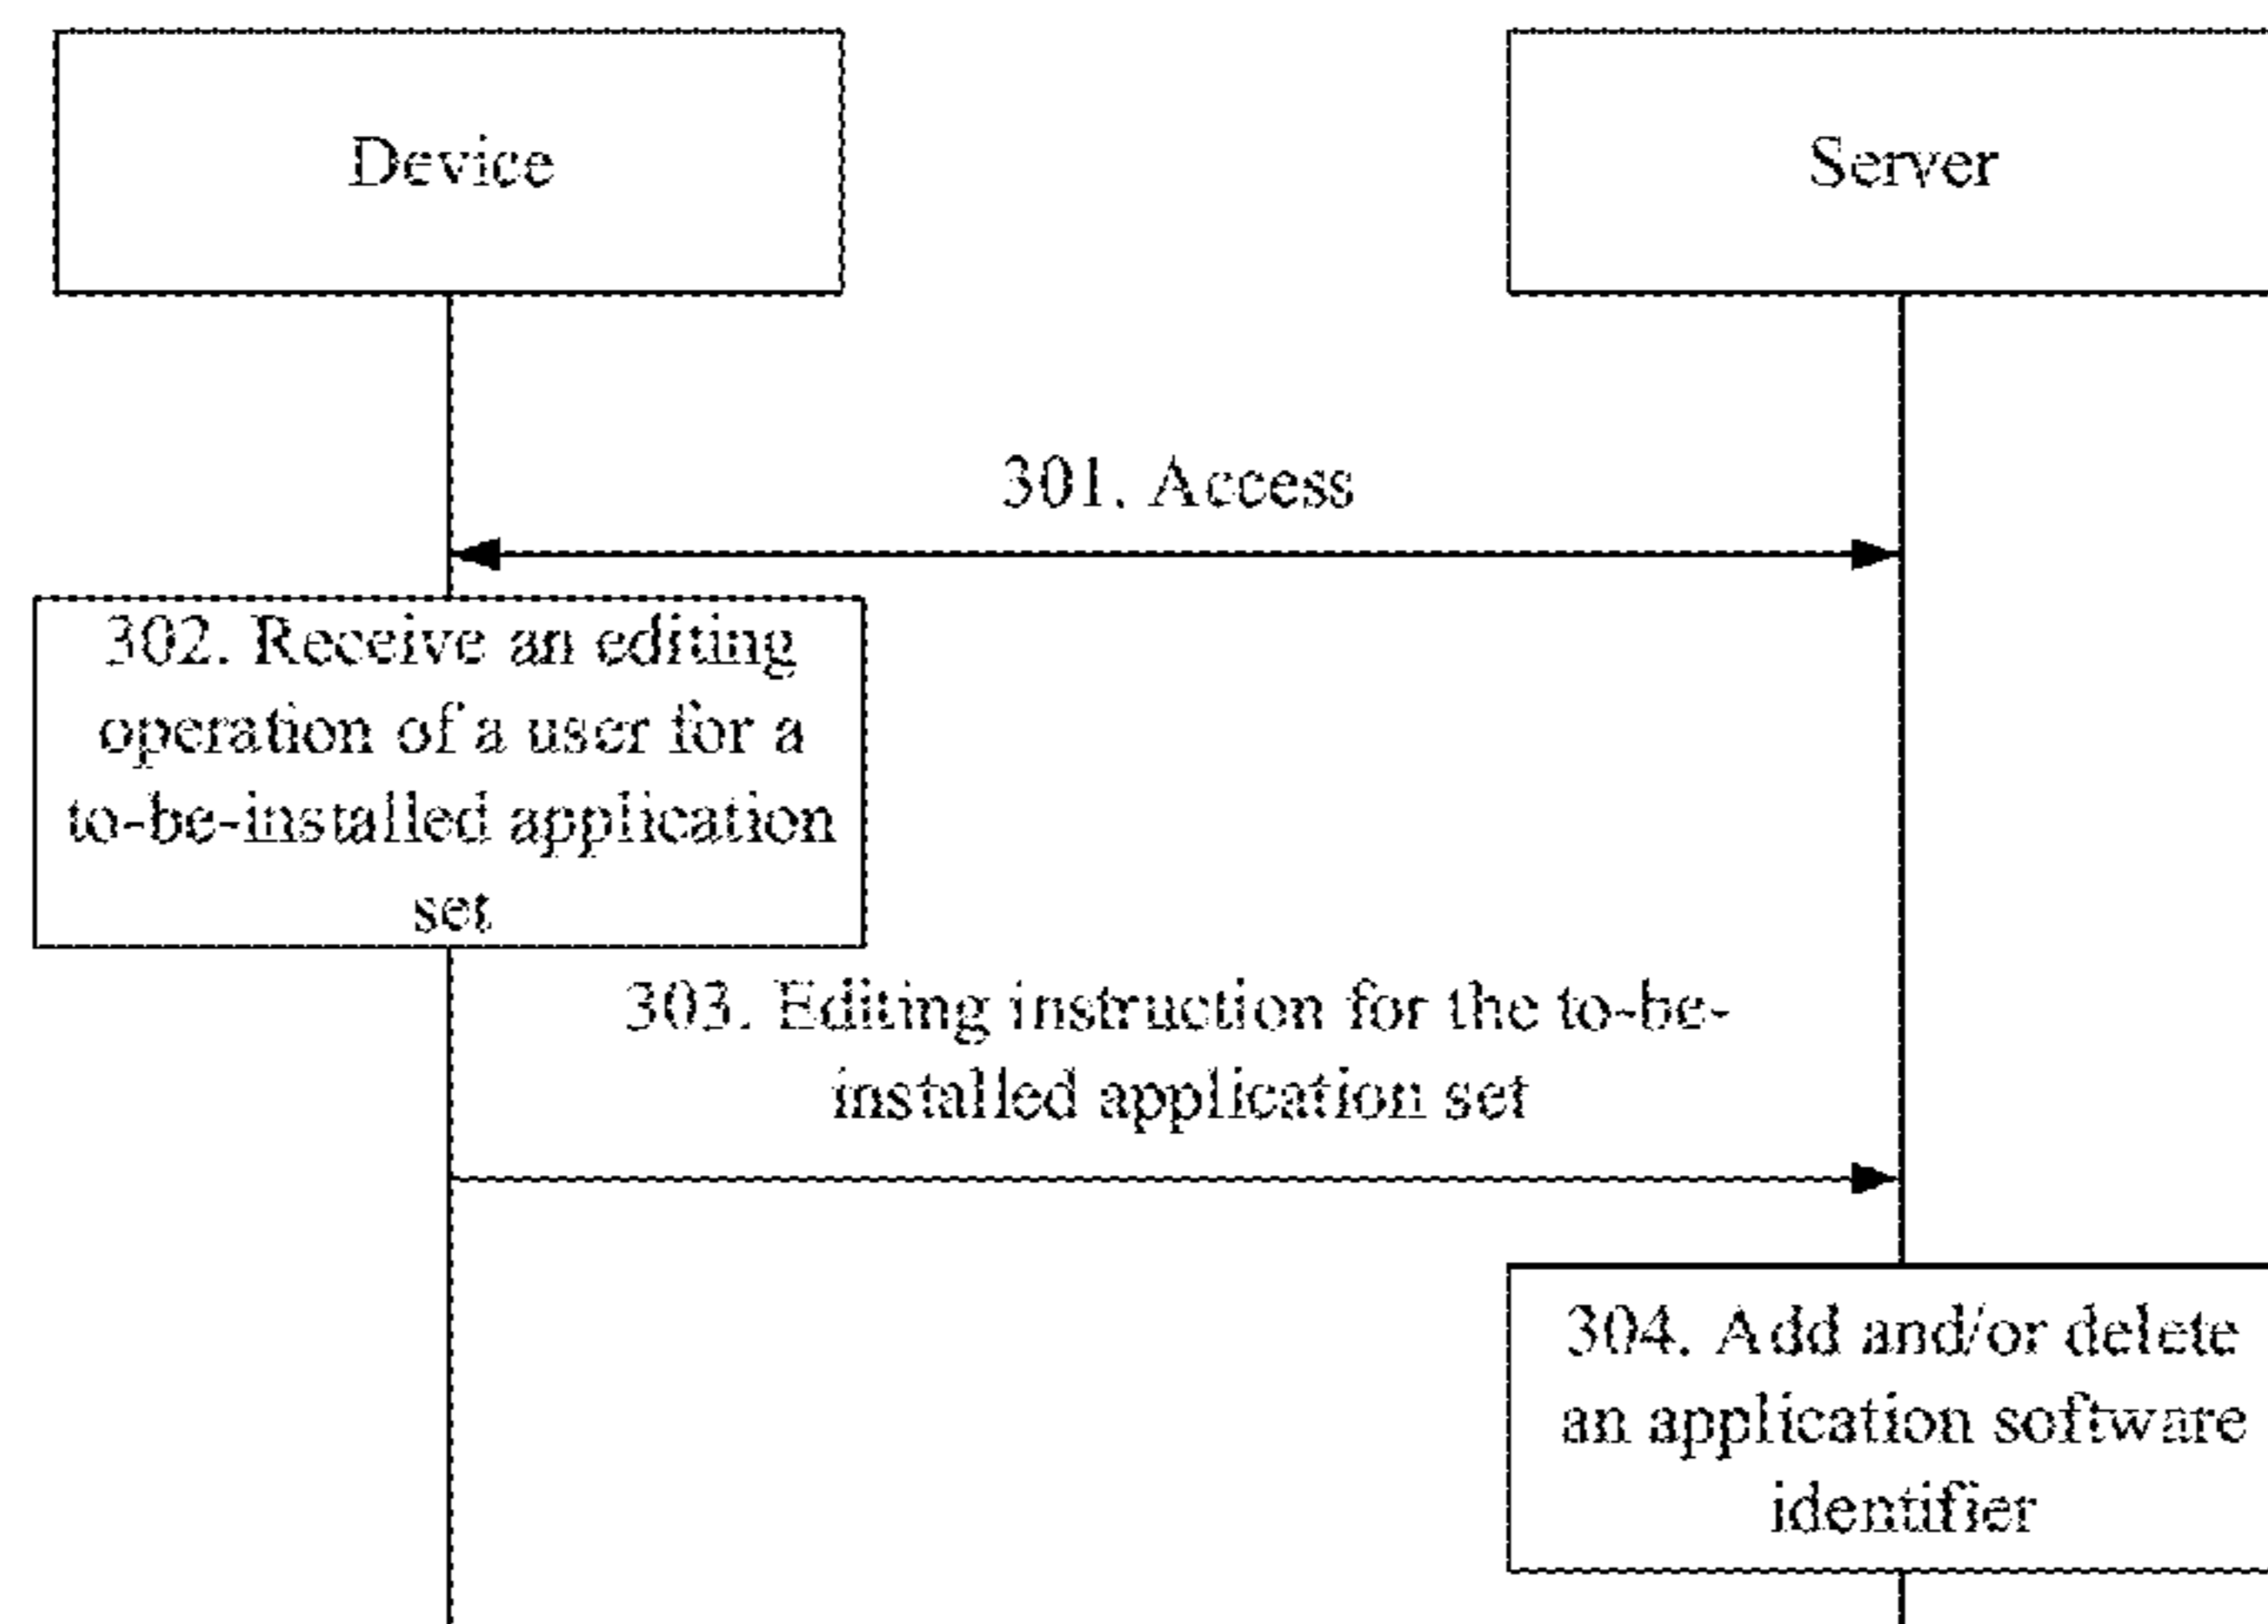 Device
Server
301. Access
302. Receive an editing
operation of a user for a
to-be-installed application
set
303. Editing instruction for the to-be-
installed application set
304. Add and/or delete
an application software
identifier